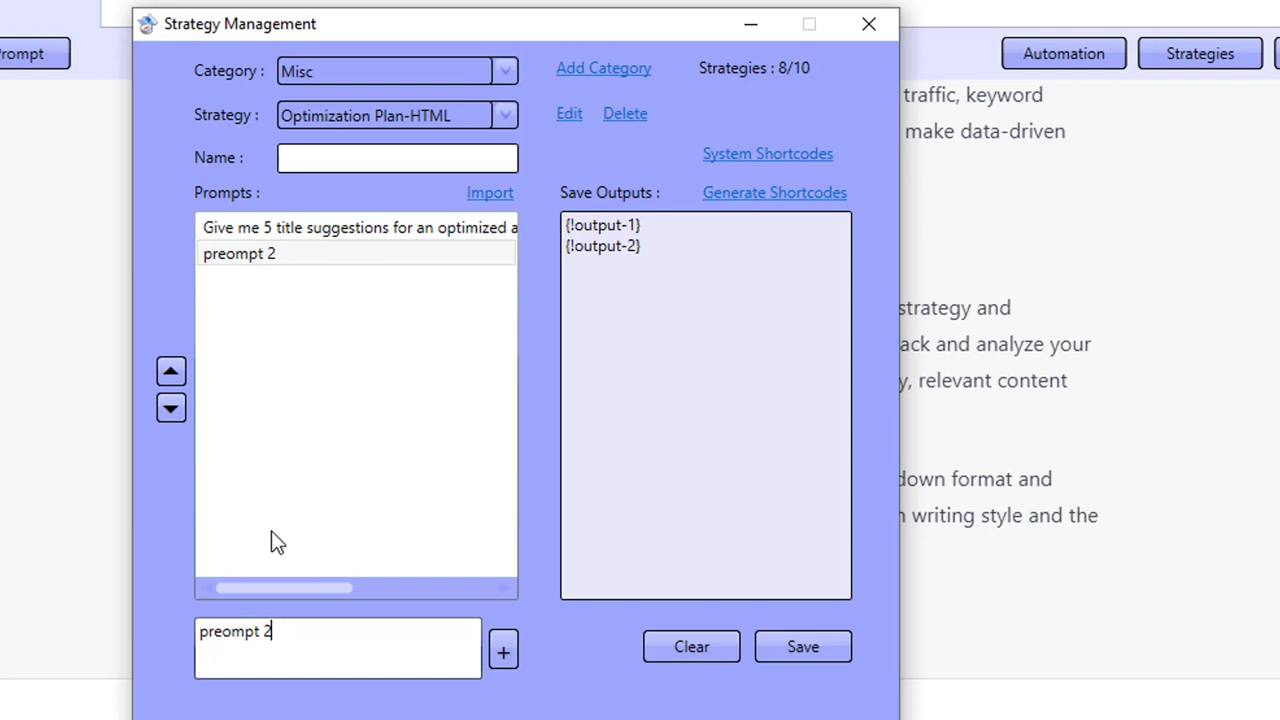 Strategy Management
Prompt
Automation
Strategies
Category :
Misc
Add Category
Strategies : 8/10
Strategy :
Optimization Plan-HTML
Edit
Delete
Name :
System Shortcodes
Prompts :
Import
Save Outputs :
Generate Shortcodes
Give me 5 title suggestions for an optimized a
preompt 2
{!output-1}
{!output-2}
preompt 2
+
Clear
Save
traffic, keyword
make data-driven
strategy and
ack and analyze your
y, relevant content
down format and
writing style and the